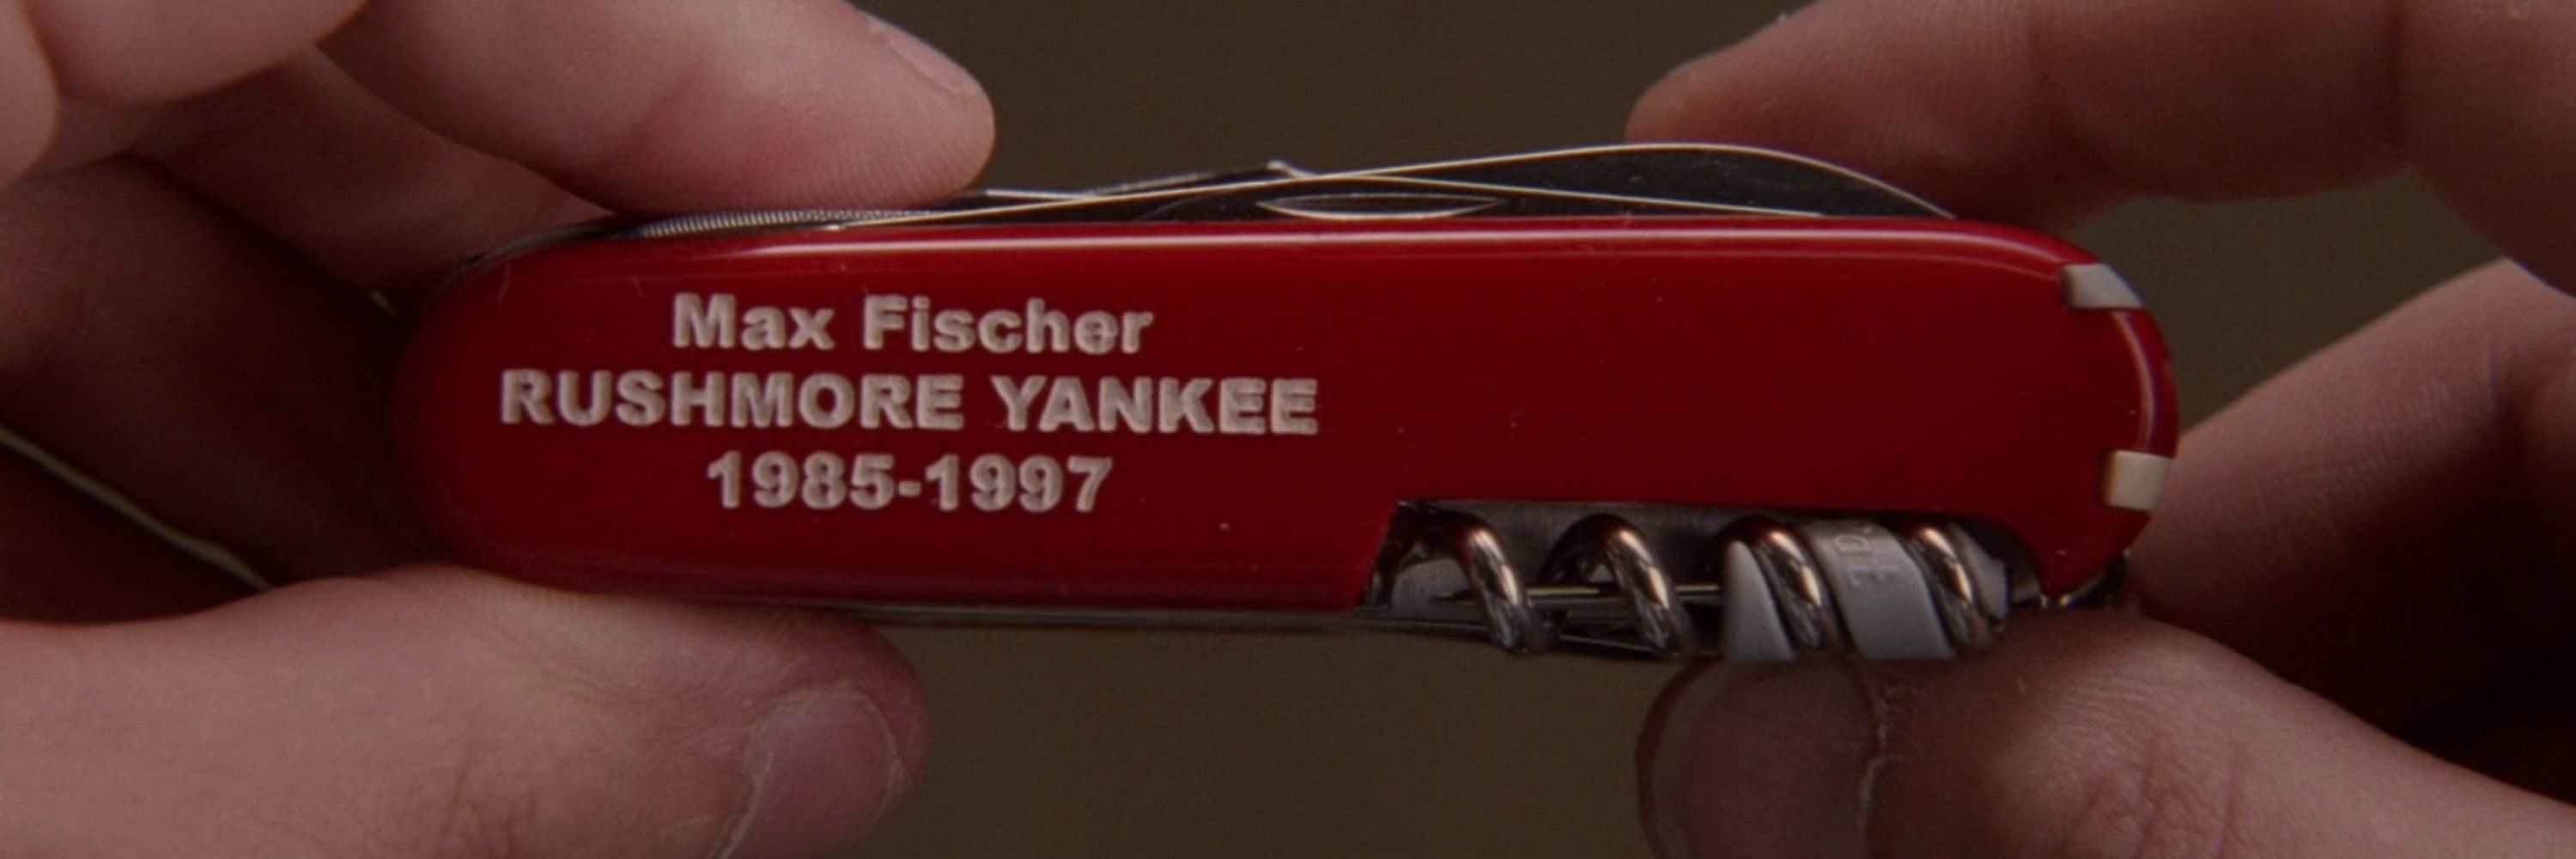 Max Fischer
RUSHMORE YANKEE
1985-1997